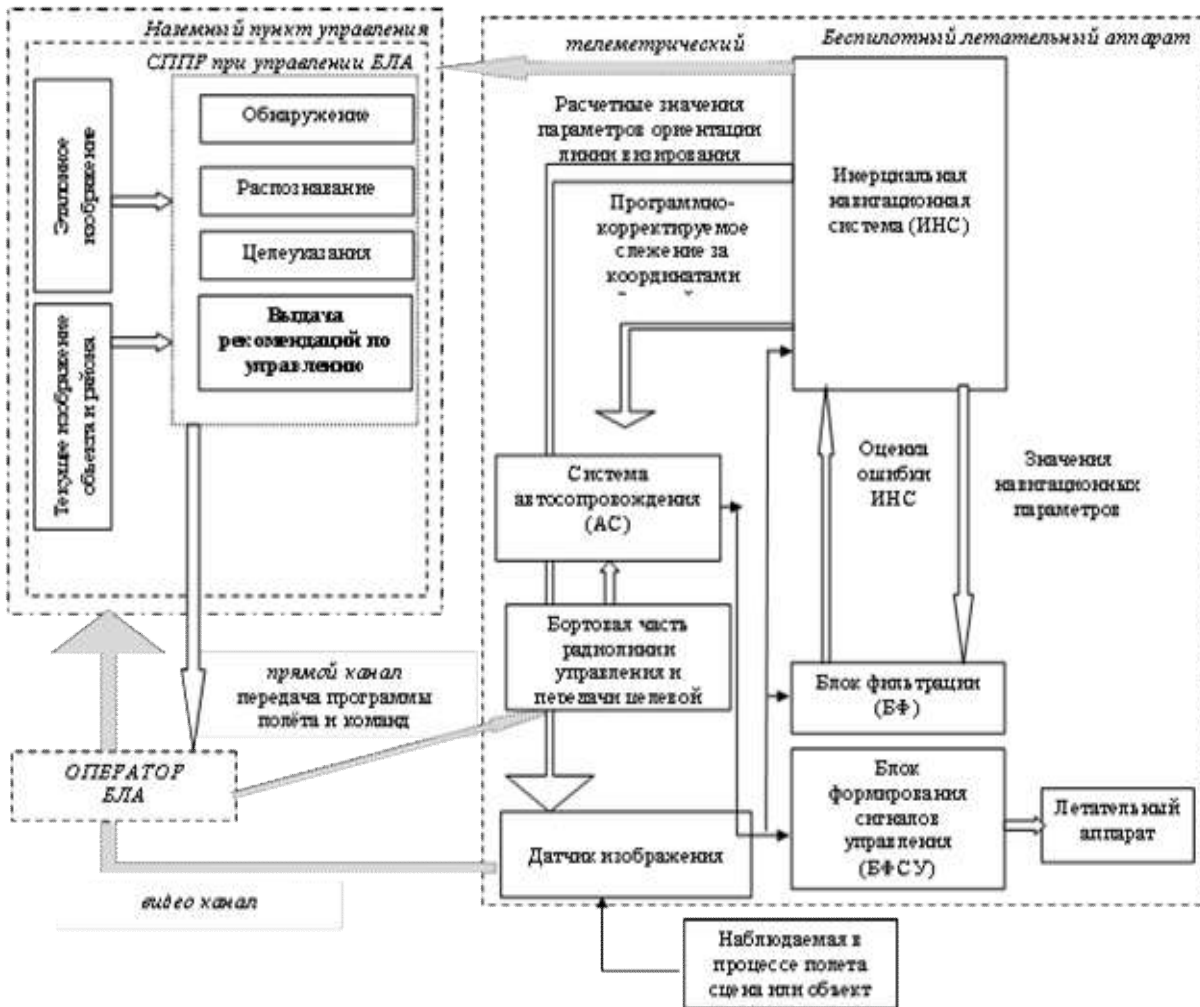 Наземный пункт управления
СППР при управлении БЛА
Эталонное
изображение
Текущее изображение
объекта и района
Обнаружение
Распознавание
Целеуказания
Выдача
рекомендаций по
управлению
телеметрический
Беспилотный летательный аппарат
Расчетные значения
параметров ориентации
линии визирования
Программно-
корректируемое
слежение за
координатами
Инерциальная
навигационная
система (ИНС)
Система
автосопровождения
(АС)
Оценка
ошибки
ИНС
Значения
навигационных
параметров
Бортовая часть
радиолинии
управления и
передачи целевой
прямой канал
передача программы
полёта и команд
Блок фильтрации
(БФ)
ОПЕРАТОР
БЛА
Блок
формирования
сигналов
управления
(БФСУ)
Летательный
аппарат
Датчик изображения
видео канал
Наблюдаемая в
процессе полета
сцена или объект